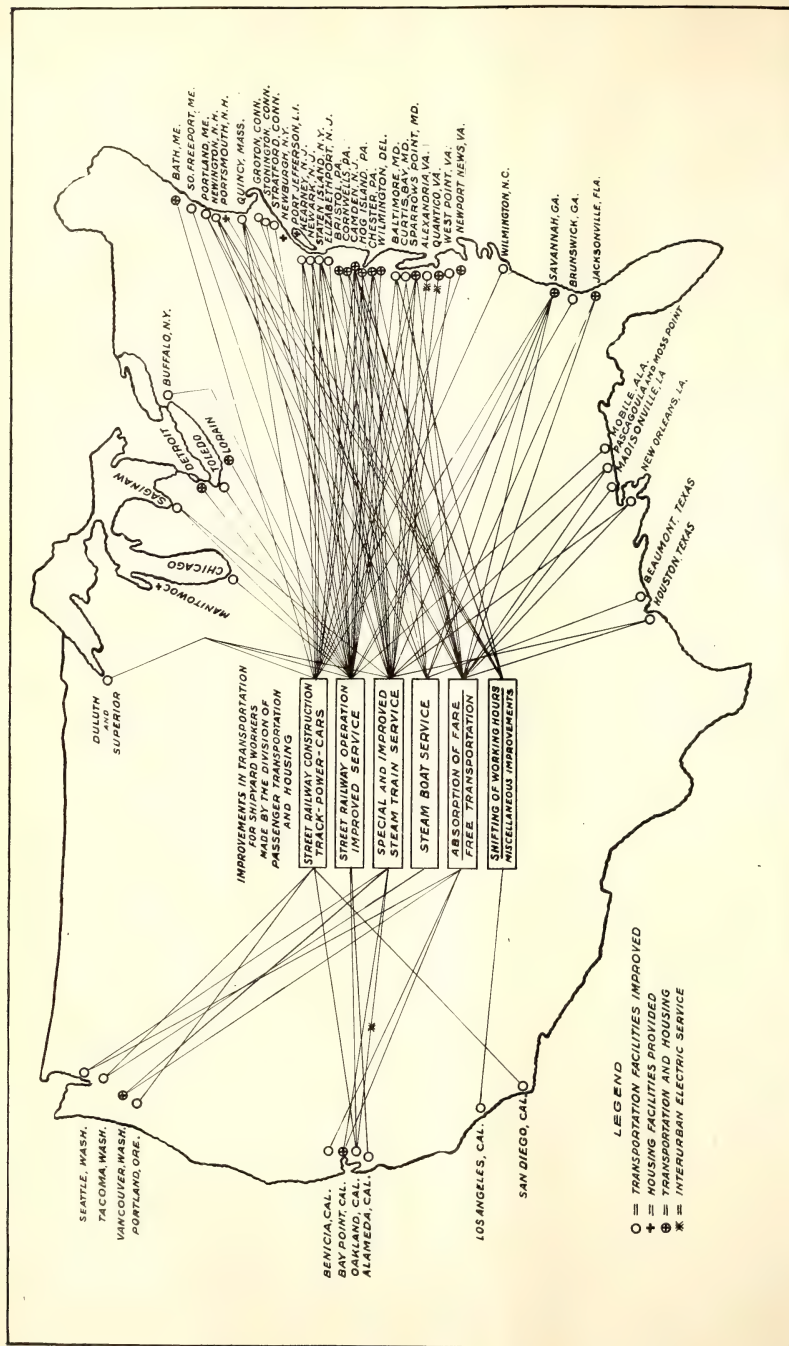 IMPROVEMENTS IN TRANSPORTATION
FOR SHIPYARD WORKERS
MADE BY THE DIVISION OF
PASSENGER TRANSPORTATION
AND HOUSING
STREET RAILWAY CONSTRUCTION
TRACK-POWER-CARS
STREET RAILWAY OPERATION
IMPROVED SERVICE
SPECIAL AND IMPROVED
STEAM TRAIN SERVICE
STEAM BOAT SERVICE
ABSORPTION OF FARE
FREE TRANSPORTATION
SHIFTING OF WORKING HOURS
MISCELLANEOUS IMPROVEMENTS
SEATTLE, WASH.
TACOMA, WASH.
VANCOUVER, WASH.
PORTLAND, ORE.
BENICIA, CAL.
BAY POINT, CAL.
OAKLAND, CAL.
ALAMEDA, CAL.
LOS ANGELES, CAL.
SAN DIEGO, CAL.
DULUTH
AND
SUPERIOR
MANITOWOC
CHICAGO
SAGINAW
DETROIT
TOLEDO
LORAIN
BUFFALO, N.Y.
BATH, ME.
SO. FREEPORT, ME.
PORTLAND, ME.
NEWINGTON, N.H.
PORTSMOUTH, N.H.
QUINCY, MASS.
GROTON, CONN.
STONINGTON, CONN.
STRATFORD, CONN.
NEWBURGH, N.Y.
PORT JEFFERSON, L.I.
KEARNEY, N.J.
NEWARK, N.J.
STATEN ISLAND, N.Y.
ELIZABETHPORT, N.J.
BRISTOL, PA.
CORNWELLS, PA.
CAMDEN, N.J.
HOG ISLAND, PA.
CHESTER, PA.
WILMINGTON, DEL.
BALTIMORE, MD.
CURTIS BAY, MD.
SPARROWS POINT, MD.
ALEXANDRIA, VA.
QUANTICO, VA.
WEST POINT, VA.
NEWPORT NEWS, VA.
WILMINGTON, N.C.
SAVANNAH, GA.
BRUNSWICK, GA.
JACKSONVILLE, FLA.
MOBILE, ALA.
PASCAGOULA AND MOSS POINT
MADISONVILLE, LA
NEW ORLEANS, LA.
BEAUMONT, TEXAS
HOUSTON, TEXAS
LEGEND
○ = TRANSPORTATION FACILITIES IMPROVED
+ = HOUSING FACILITIES PROVIDED
⊕ = TRANSPORTATION AND HOUSING
* = INTERURBAN ELECTRIC SERVICE